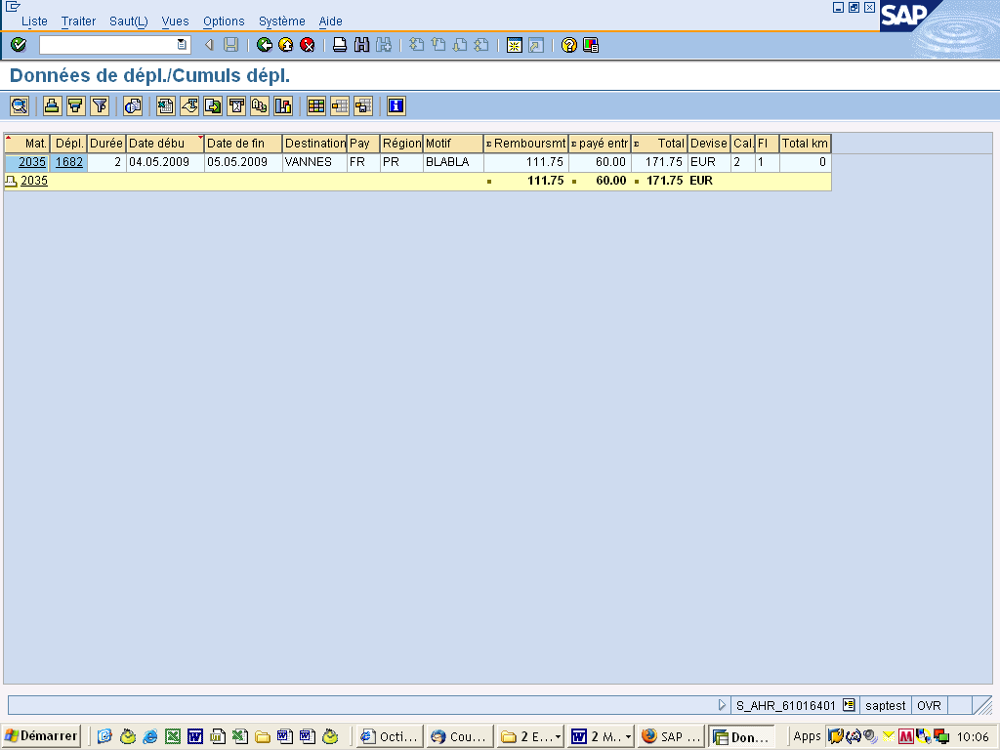 Liste Traiter Saut(L) Vues Options Système Aide
SAP
Données de dépl./Cumuls dépl.
Mat. Dépl. Durée Date débu Date de fin Destination Pay Région Motif Σ Remboursmt Σ payé entr Σ Total Devise Cal. FI Total km
2035 1682 2 04.05.2009 05.05.2009 VANNES FR PR BLABLA 111.75 60.00 171.75 EUR 2 1 0
2035 111.75 60.00 171.75 EUR
S_AHR_61016401 saptest OVR
Démarrer Octi... Cou... 2 E... 2 M.. SAP ... Don... Apps 10:06